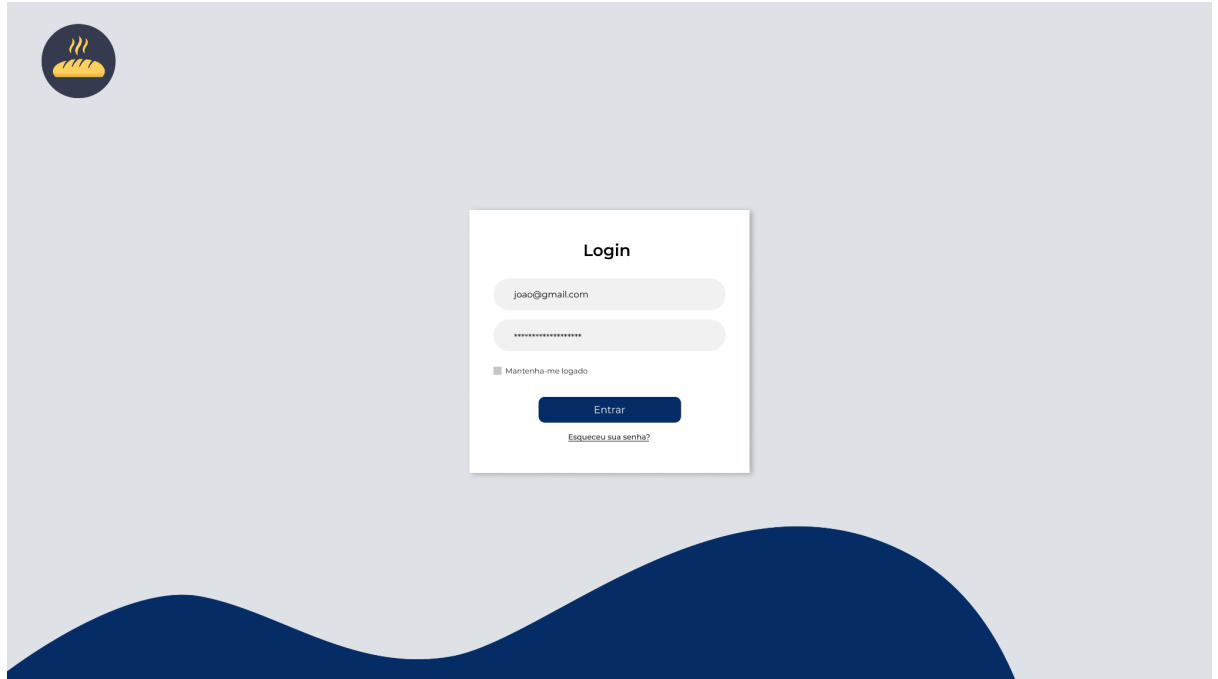 Login
joao@gmail.com
*******************
Mantenha-me logado
Entrar
Esqueceu sua senha?